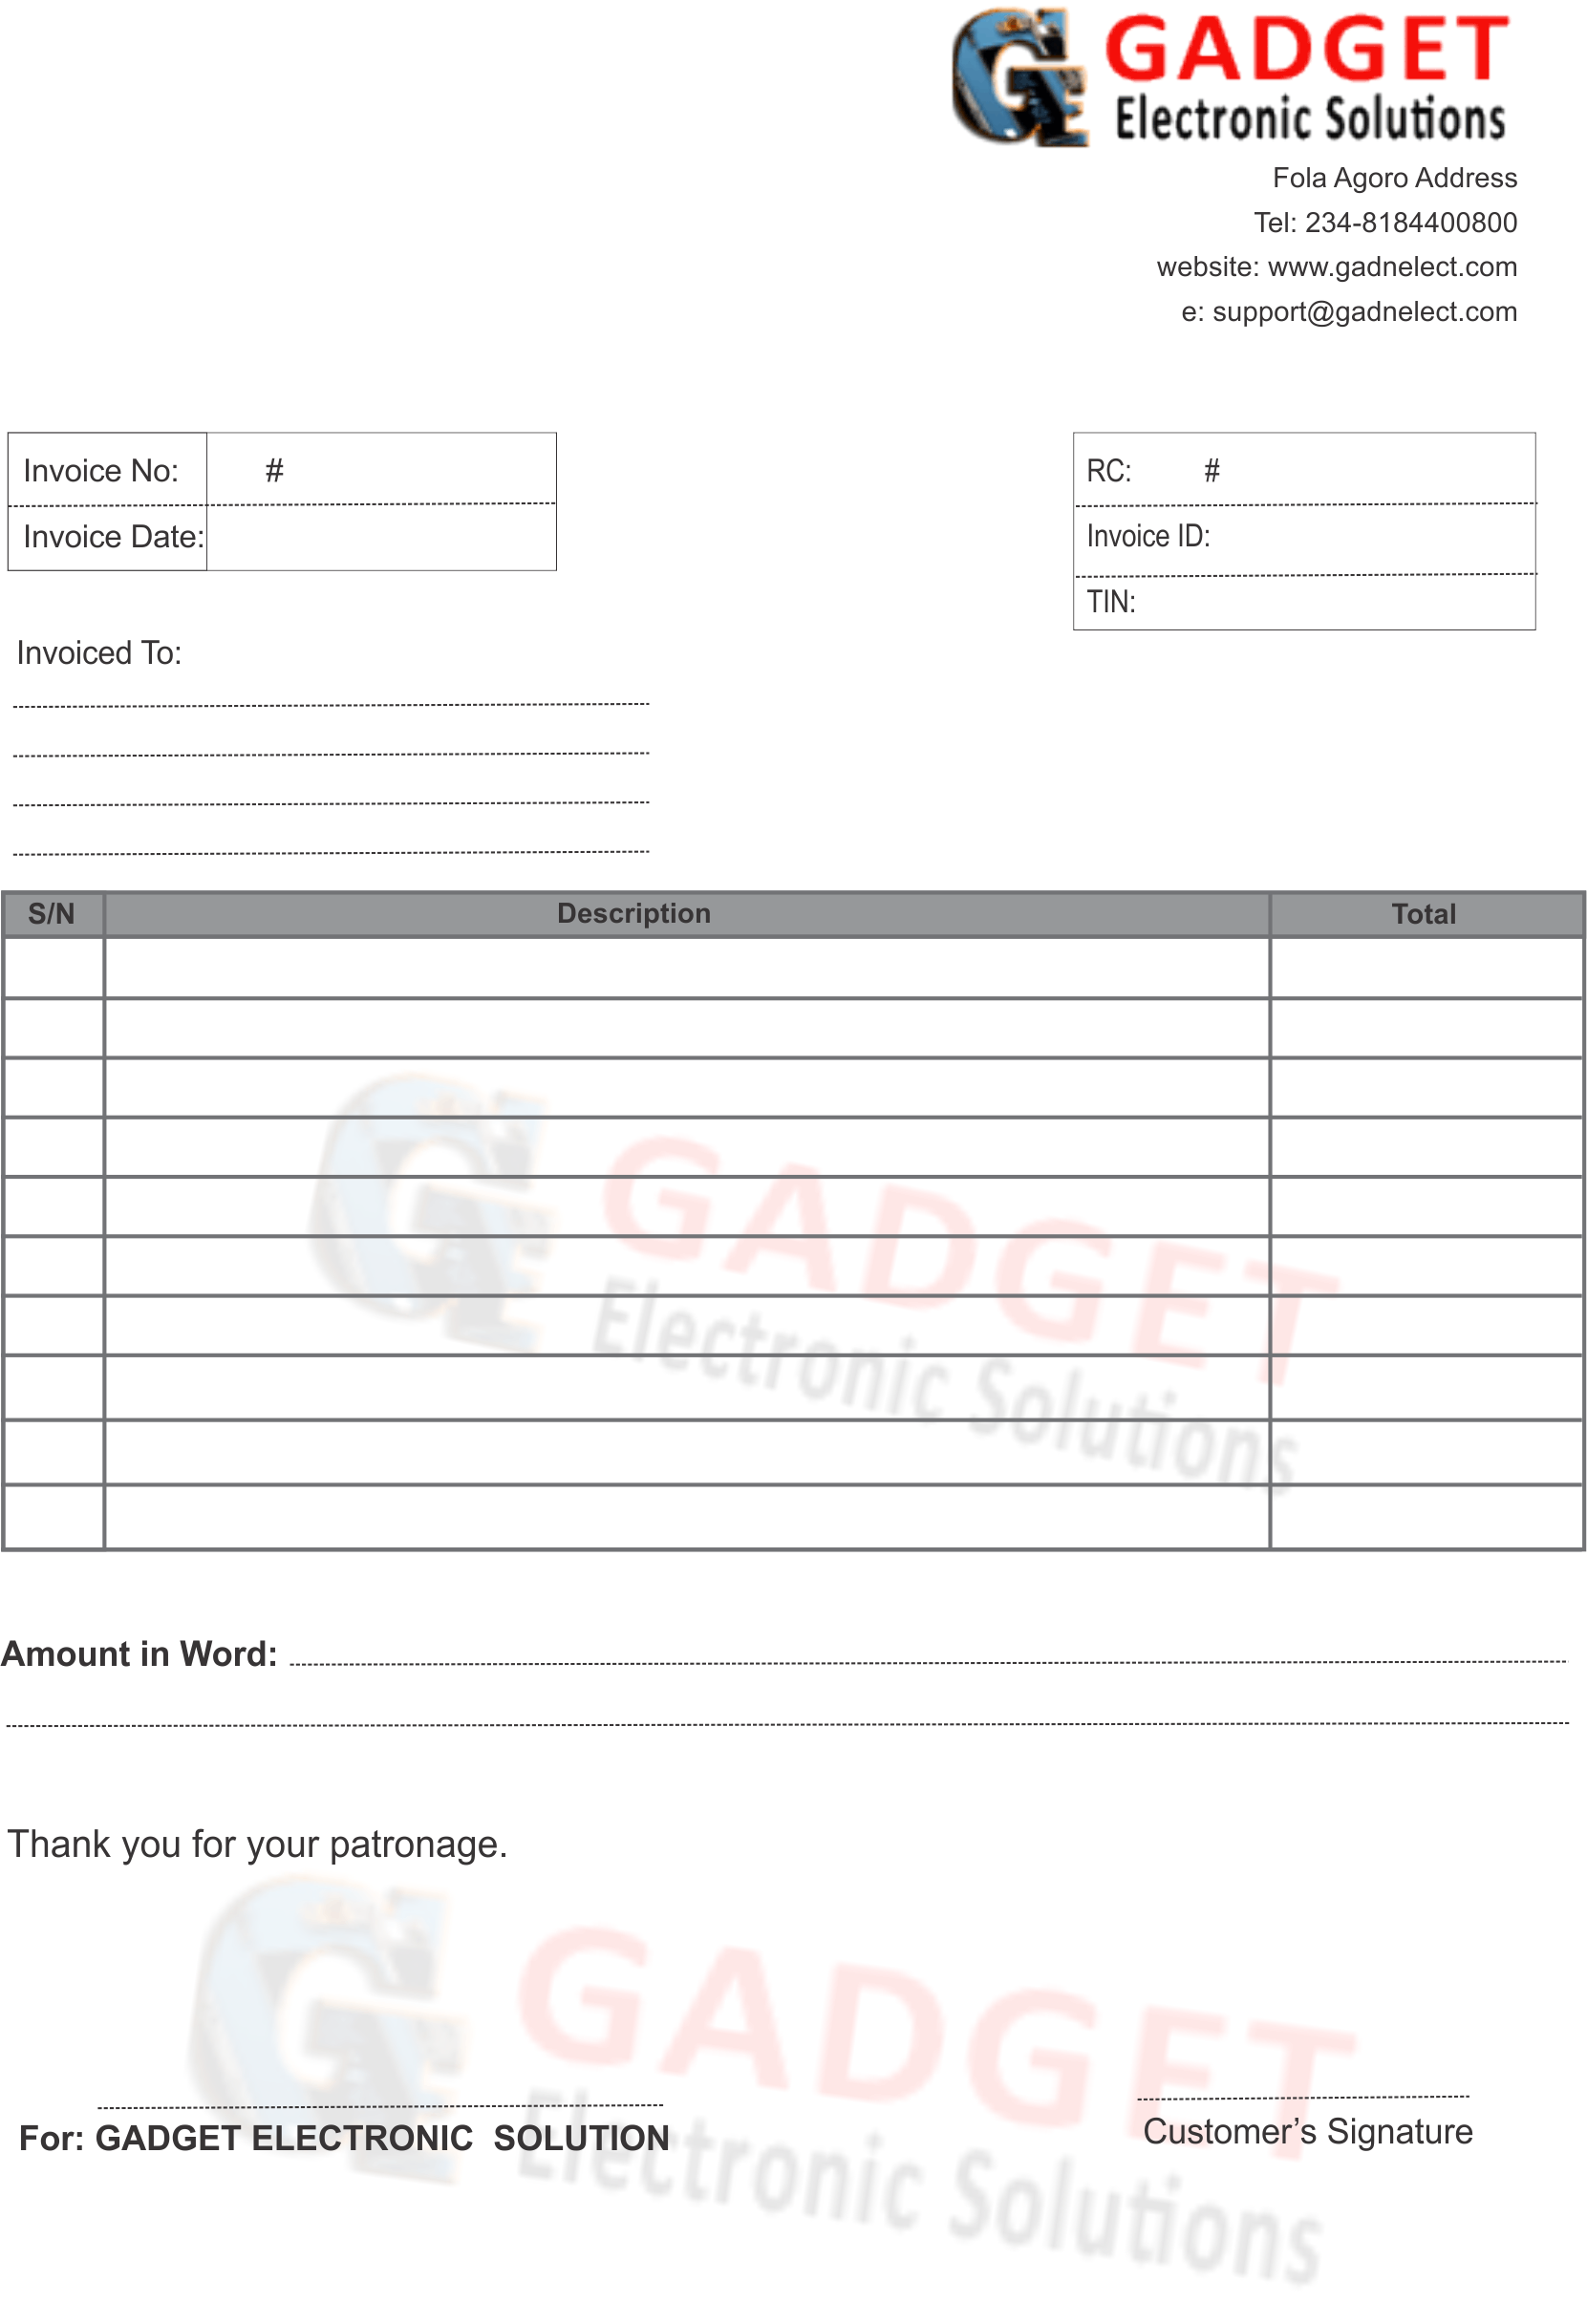 GADGET
Electronic Solutions
Fola Agoro Address
Tel: 234-8184400800
website: www.gadnelect.com
e: support@gadnelect.com
Invoice No: #
Invoice Date:
RC: #
Invoice ID:
TIN:
Invoiced To:
S/N Description Total
GADGET
Electronic Solutions
Amount in Word:
Thank you for your patronage.
GADGET
Electronic Solutions
For: GADGET ELECTRONIC SOLUTION
Customer’s Signature